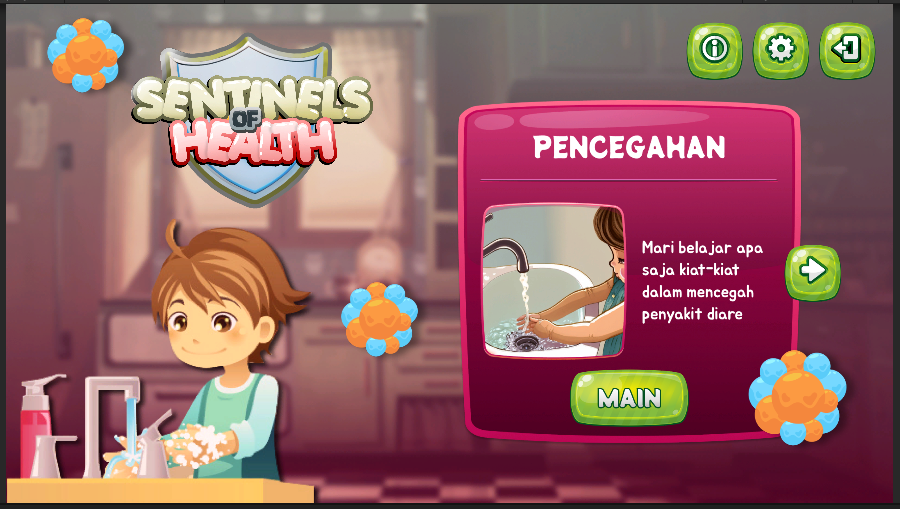 SENTINELS
OF
HEALTH
PENCEGAHAN
Mari belajar apa
saja kiat-kiat
dalam mencegah
penyakit diare
MAIN